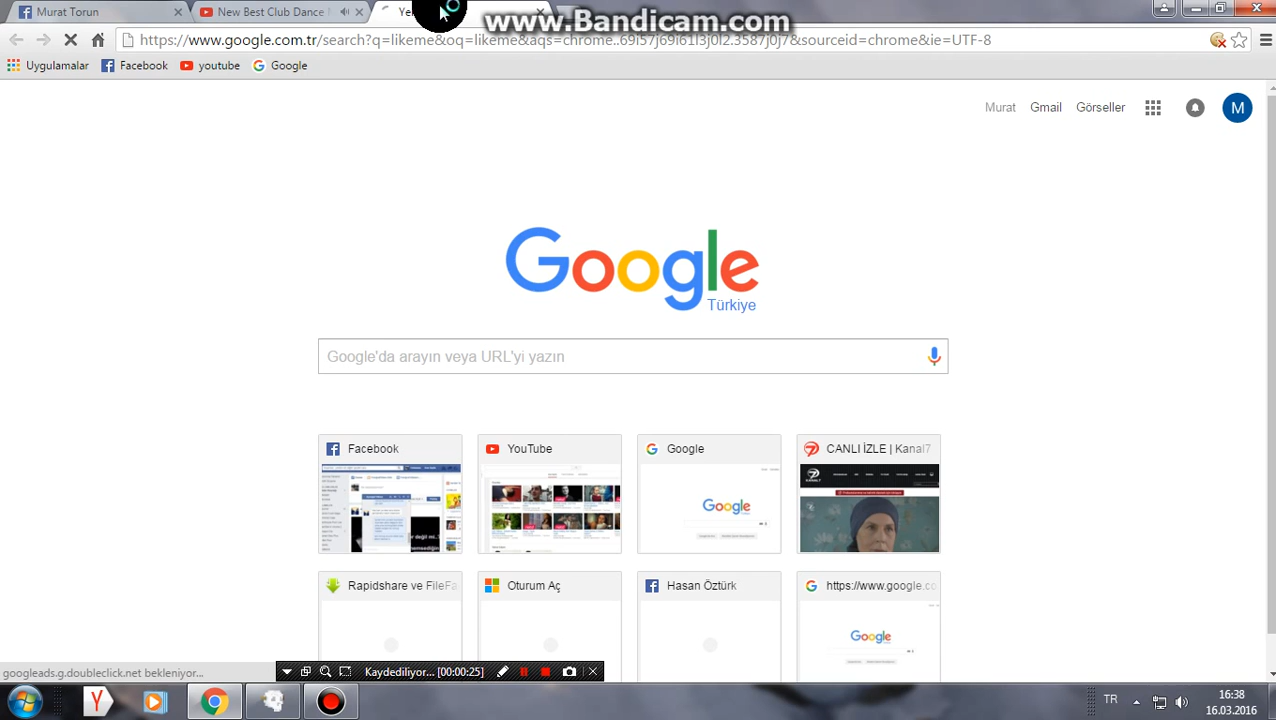 Murat Torun
New Best Club Dance
www.Bandicam.com
https://www.google.com.tr/search?q=likeme&oq=likeme&aqs=chrome..69i57j69i61l3j0l2.3587j0j7&sourceid=chrome&ie=UTF-8
Uygulamalar Facebook youtube Google
Murat Gmail Görseller M
Google
Türkiye
Google'da arayın veya URL'yi yazın
Facebook YouTube Google CANLI İZLE | Kanal7
Google
Rapidshare ve FileFa Oturum Aç Hasan Öztürk https://www.google.co
Google
googleads.g.doubleclick.net bekleniyor...
Kaydediliyor... [00:00:25]
TR
16:38
16.03.2016